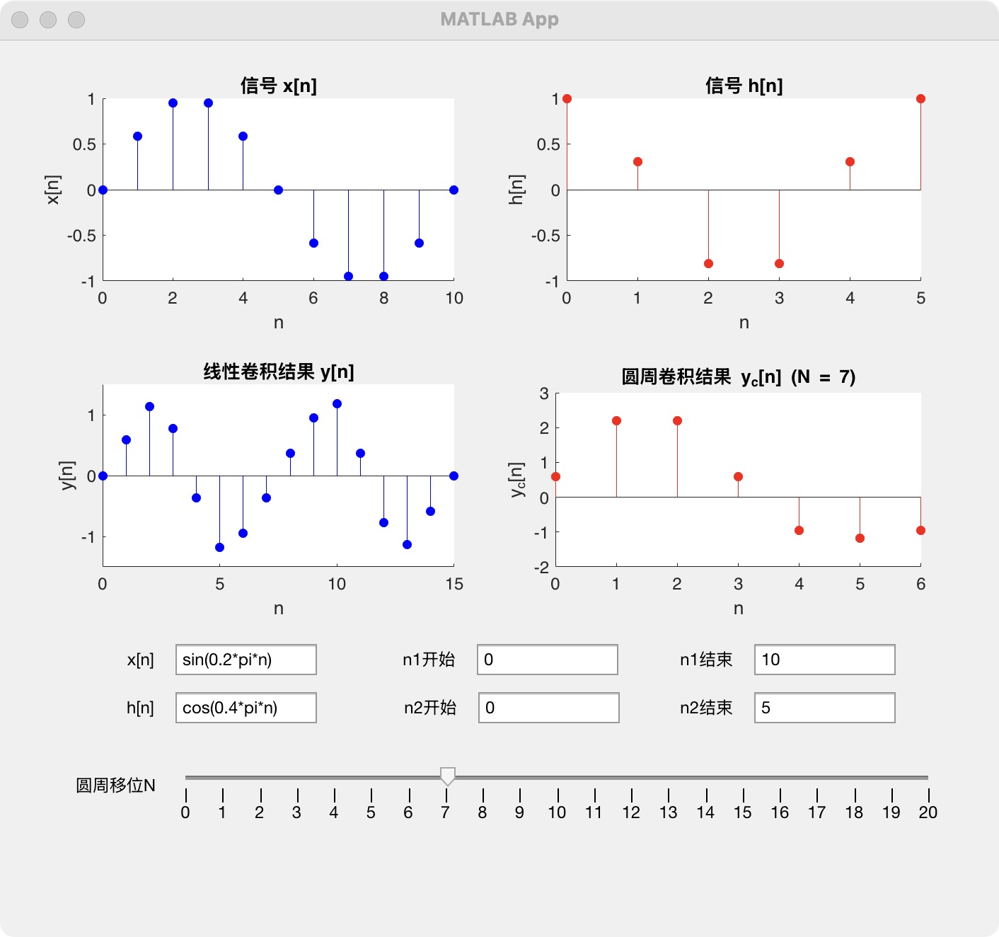 MATLAB App
信号 x[n]
1
0.5
0
-0.5
-1
x[n]
0 2 4 6 8 10
n
信号 h[n]
1
0.5
0
-0.5
-1
h[n]
0 1 2 3 4 5
n
线性卷积结果 y[n]
1
0
-1
y[n]
0 5 10 15
n
圆周卷积结果 y_c[n] (N = 7)
3
2
1
0
-1
-2
y_c[n]
0 1 2 3 4 5 6
n
x[n] sin(0.2*pi*n) n1开始 0 n1结束 10
h[n] cos(0.4*pi*n) n2开始 0 n2结束 5
圆周移位N
0 1 2 3 4 5 6 7 8 9 10 11 12 13 14 15 16 17 18 19 20